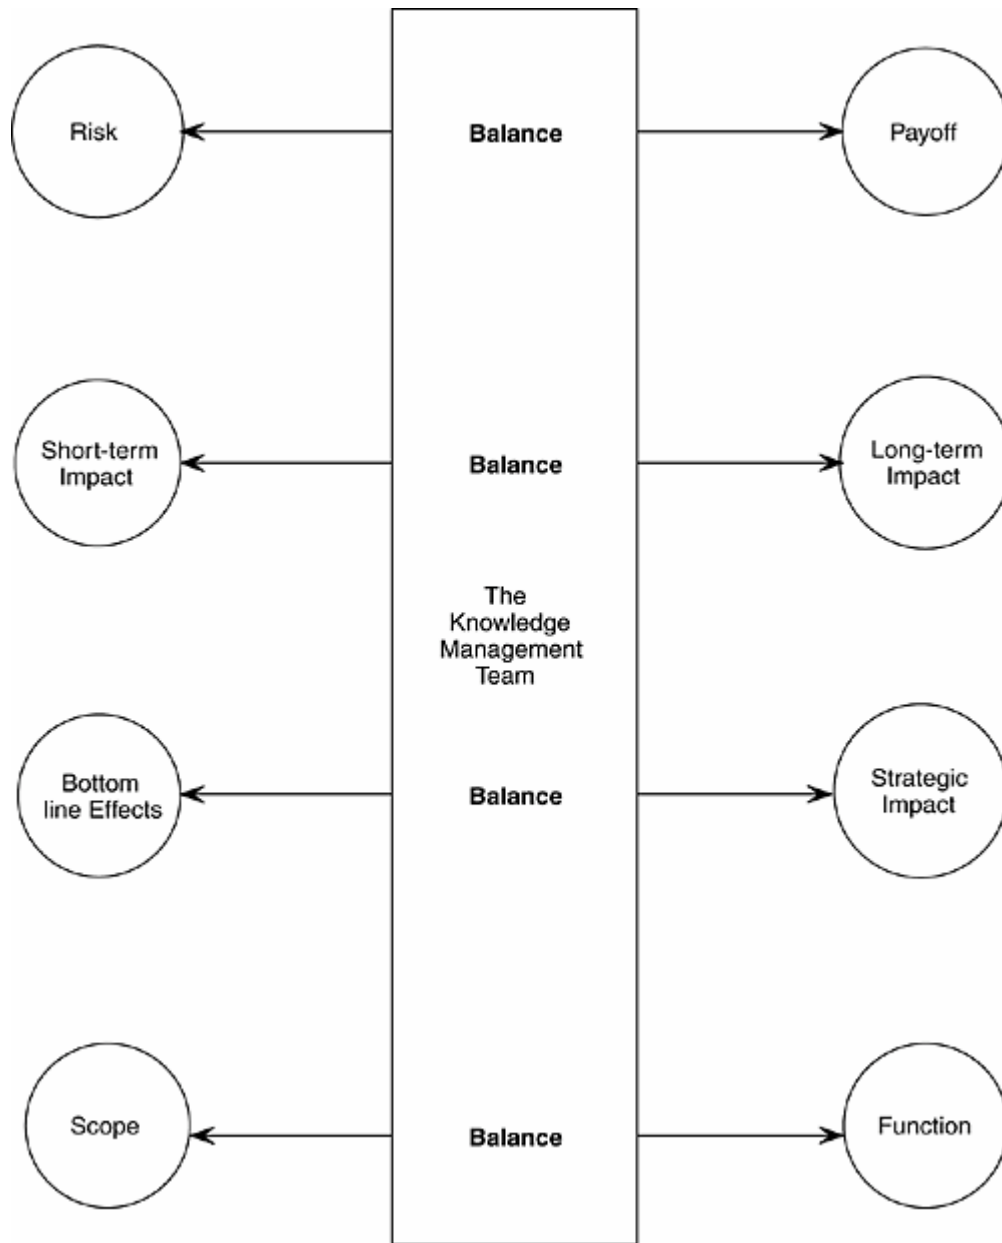 Risk
Balance
Payoff
Short-term
Impact
Balance
Long-term
Impact
The
Knowledge
Management
Team
Bottom
line Effects
Balance
Strategic
Impact
Scope
Balance
Function